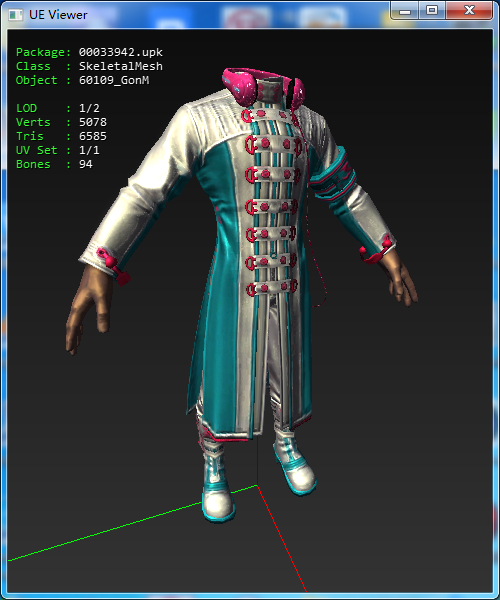 UE Viewer
Package: 00033942.upk
Class : SkeletalMesh
Object : 60109_GonM
LOD : 1/2
Verts : 5078
Tris : 6585
UV Set : 1/1
Bones : 94